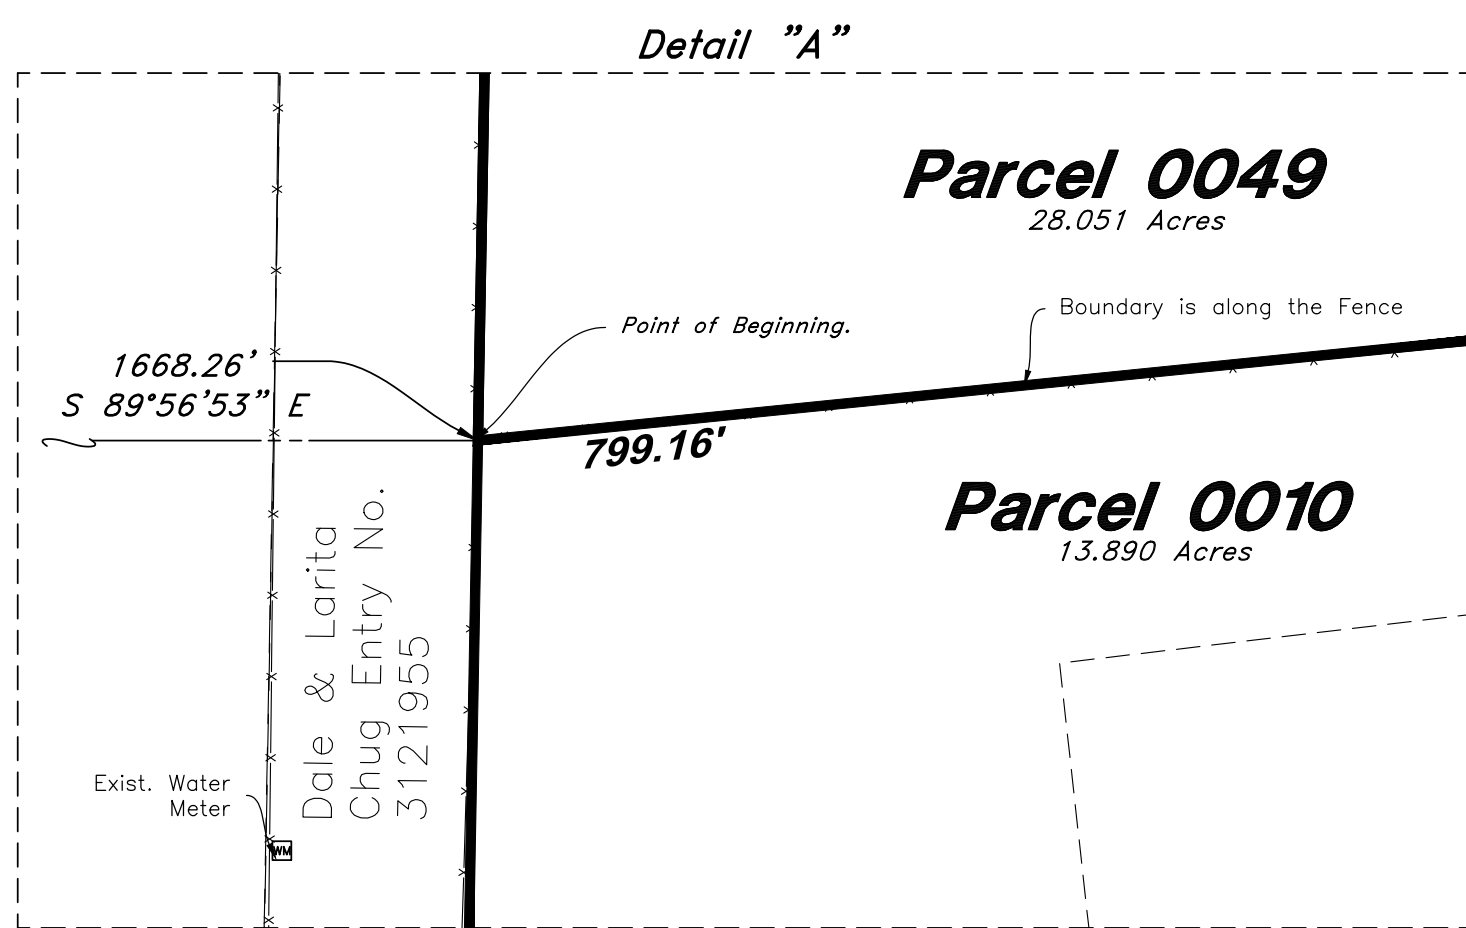 Detail "A"
Parcel 0049
28.051 Acres
Boundary is along the Fence
Point of Beginning.
1668.26'
S 89°56'53" E
799.16'
Parcel 0010
13.890 Acres
Dale & Larita
Chug Entry No.
3121955
Exist. Water
Meter
WM